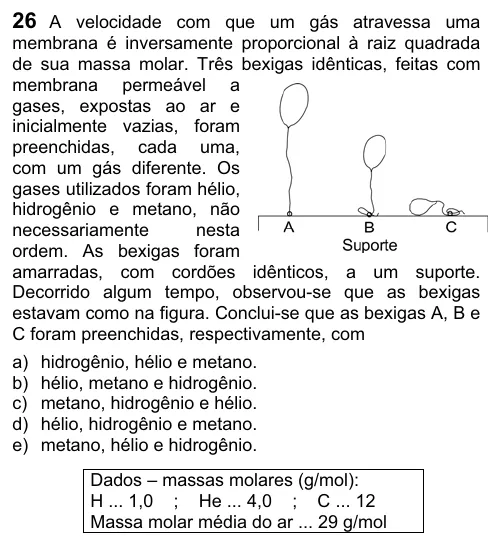 26 A velocidade com que um gás atravessa uma
membrana é inversamente proporcional à raiz quadrada
de sua massa molar. Três bexigas idênticas, feitas com
membrana permeável a
gases, expostas ao ar e
inicialmente vazias, foram
preenchidas, cada uma,
com um gás diferente. Os
gases utilizados foram hélio,
hidrogênio e metano, não
necessariamente nesta
ordem. As bexigas foram
A B C
Suporte
amarradas, com cordões idênticos, a um suporte.
Decorrido algum tempo, observou-se que as bexigas
estavam como na figura. Conclui-se que as bexigas A, B e
C foram preenchidas, respectivamente, com
a) hidrogênio, hélio e metano.
b) hélio, metano e hidrogênio.
c) metano, hidrogênio e hélio.
d) hélio, hidrogênio e metano.
e) metano, hélio e hidrogênio.
Dados – massas molares (g/mol):
H ... 1,0 ; He ... 4,0 ; C ... 12
Massa molar média do ar ... 29 g/mol